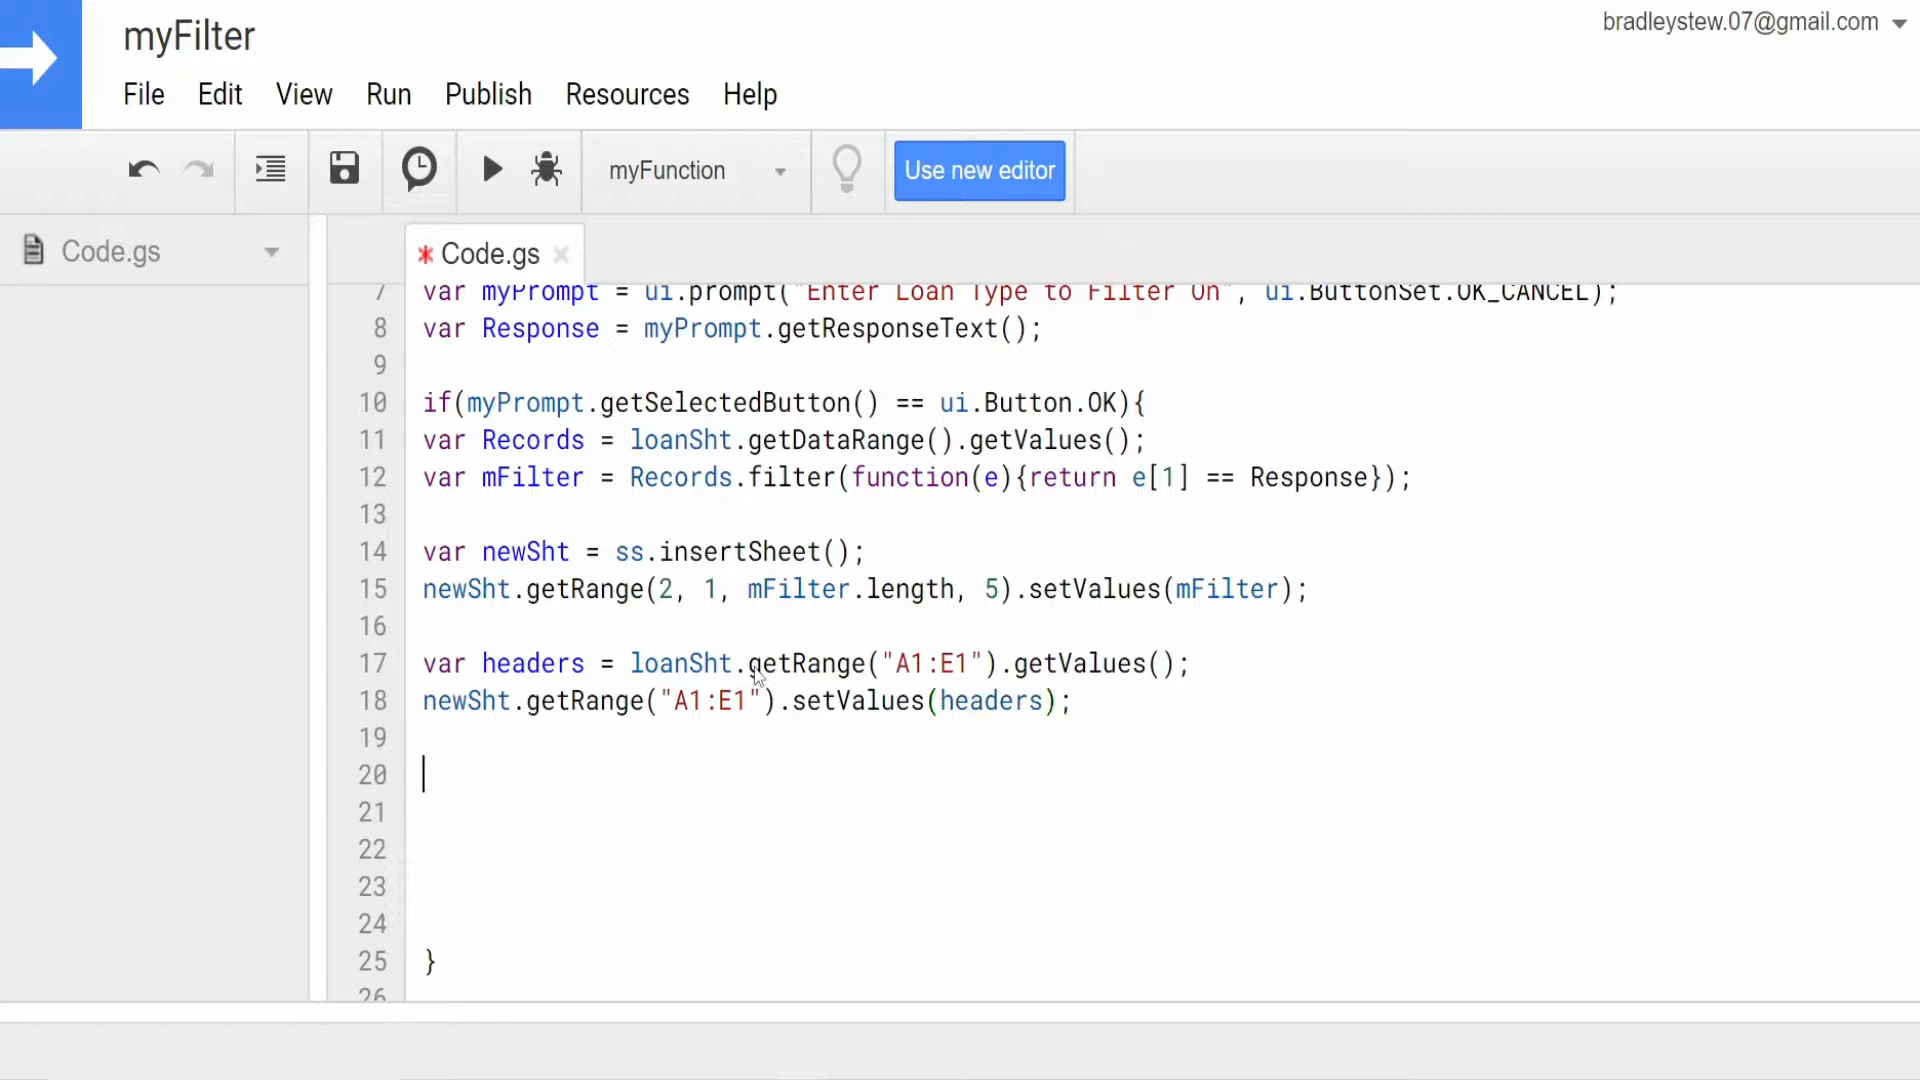 myFilter
bradleystew.07@gmail.com
File Edit View Run Publish Resources Help
myFunction Use new editor
Code.gs
* Code.gs
7 var myPrompt = ui.prompt("Enter Loan Type to Filter On", ui.ButtonSet.OK_CANCEL);
8 var Response = myPrompt.getResponseText();
9
10 if(myPrompt.getSelectedButton() == ui.Button.OK){
11 var Records = loanSht.getDataRange().getValues();
12 var mFilter = Records.filter(function(e){return e[1] == Response});
13
14 var newSht = ss.insertSheet();
15 newSht.getRange(2, 1, mFilter.length, 5).setValues(mFilter);
16
17 var headers = loanSht.getRange("A1:E1").getValues();
18 newSht.getRange("A1:E1").setValues(headers);
19
20
21
22
23
24
25 }
26